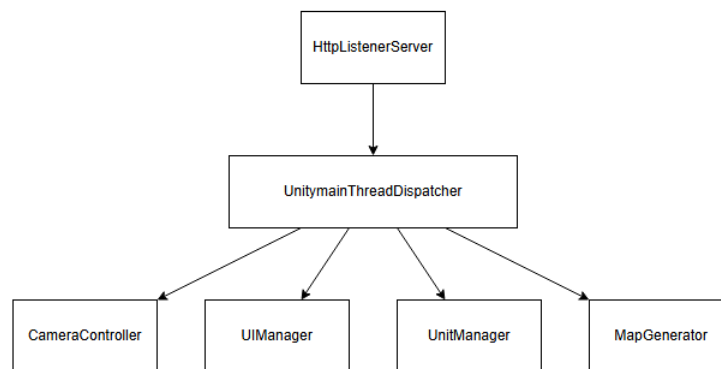 HttpListenerServer
UnitymainThreadDispatcher
CameraController
UIManager
UnitManager
MapGenerator